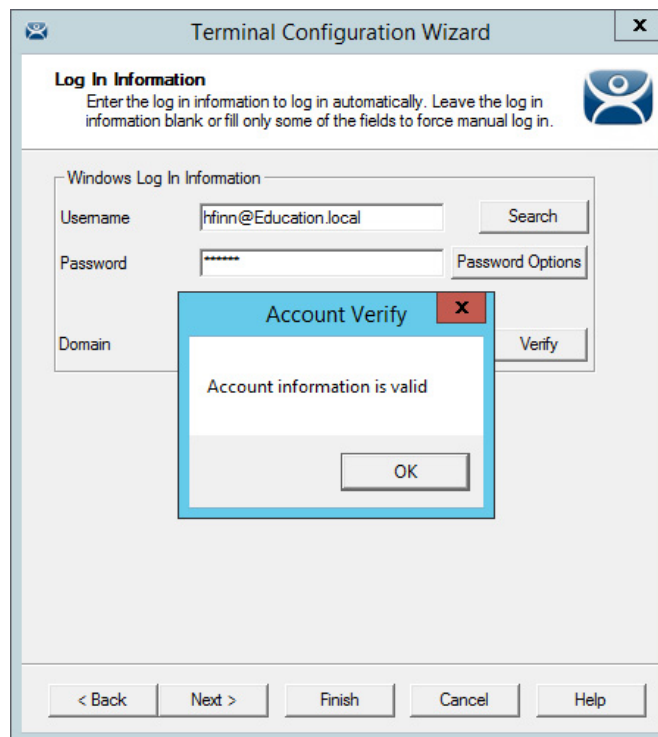 Terminal Configuration Wizard
x
Log In Information
Enter the log in information to log in automatically. Leave the log in
information blank or fill only some of the fields to force manual log in.
Windows Log In Information
Username hfinn@Education.local Search
Password ****** Password Options
Account Verify x
Domain Verify
Account information is valid
OK
< Back Next > Finish Cancel Help